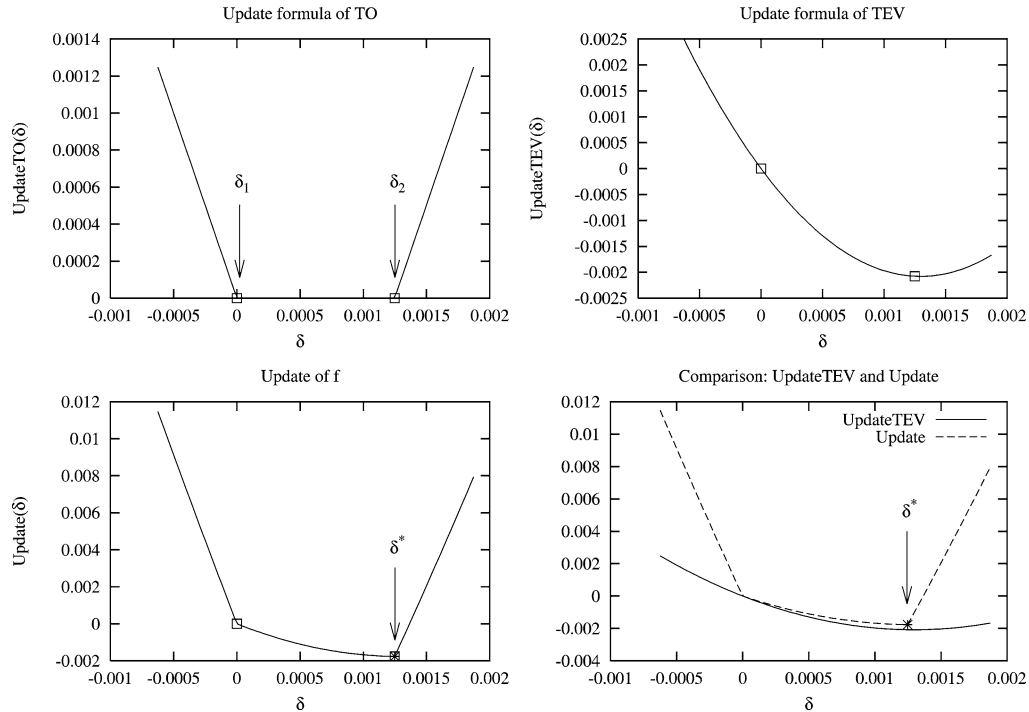 Update formula of TO
0.0014
0.0012
0.001
0.0008
0.0006
0.0004
0.0002
0
UpdateTO(δ)
δ1
δ2
-0.001 -0.0005 0 0.0005 0.001 0.0015 0.002
δ
Update formula of TEV
0.0025
0.002
0.0015
0.001
0.0005
0
-0.0005
-0.001
-0.0015
-0.002
-0.0025
UpdateTEV(δ)
-0.001 -0.0005 0 0.0005 0.001 0.0015 0.002
δ
Update of f
0.012
0.01
0.008
0.006
0.004
0.002
0
-0.002
Update(δ)
δ*
-0.001 -0.0005 0 0.0005 0.001 0.0015 0.002
δ
Comparison: UpdateTEV and Update
0.012
0.01
0.008
0.006
0.004
0.002
0
-0.002
-0.004
UpdateTEV
Update
δ*
-0.001 -0.0005 0 0.0005 0.001 0.0015 0.002
δ